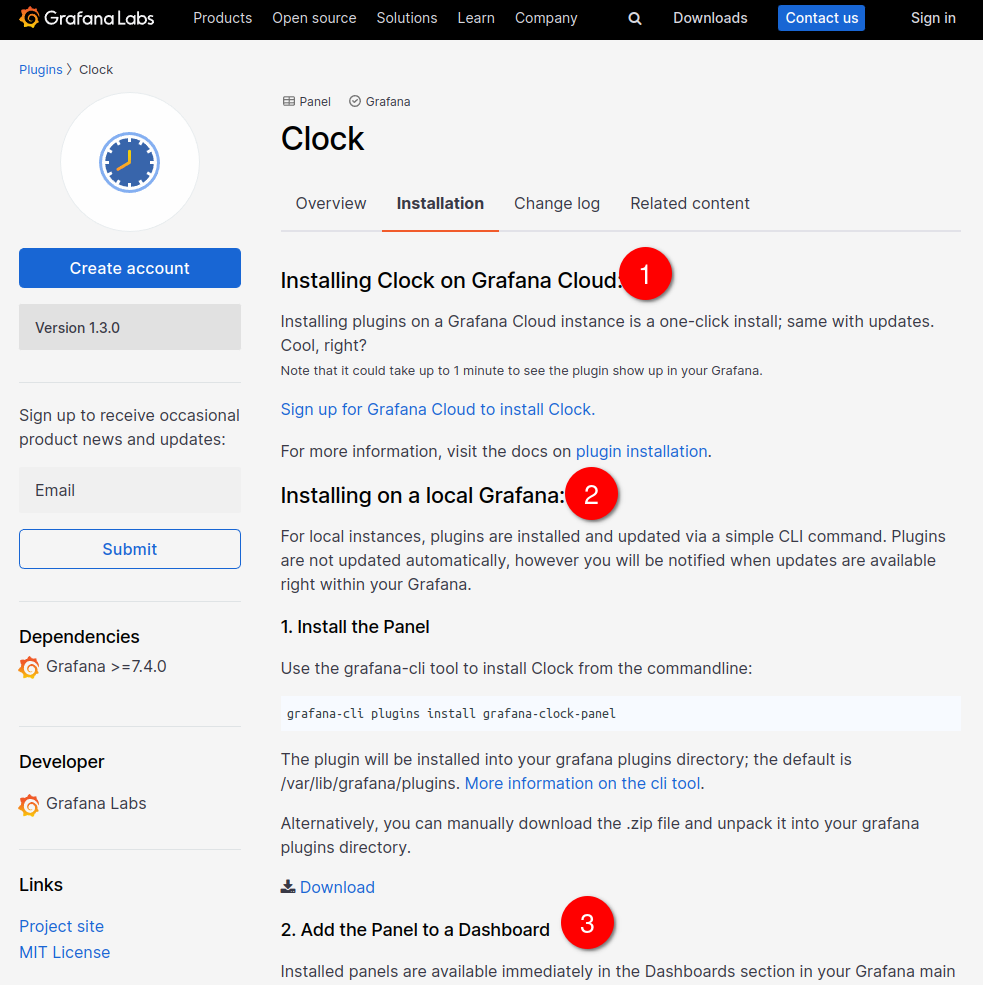 Grafana Labs Products Open source Solutions Learn Company Downloads Contact us Sign in
Plugins Clock
Panel Grafana
Clock
Overview Installation Change log Related content
Create account
Version 1.3.0
Sign up to receive occasional
product news and updates:
Email
Submit
Dependencies
Grafana >=7.4.0
Developer
Grafana Labs
Links
Project site
MIT License
Installing Clock on Grafana Cloud: 1
Installing plugins on a Grafana Cloud instance is a one-click install; same with updates.
Cool, right?
Note that it could take up to 1 minute to see the plugin show up in your Grafana.
Sign up for Grafana Cloud to install Clock.
For more information, visit the docs on plugin installation.
Installing on a local Grafana: 2
For local instances, plugins are installed and updated via a simple CLI command. Plugins
are not updated automatically, however you will be notified when updates are available
right within your Grafana.
1. Install the Panel
Use the grafana-cli tool to install Clock from the commandline:
grafana-cli plugins install grafana-clock-panel
The plugin will be installed into your grafana plugins directory; the default is
/var/lib/grafana/plugins. More information on the cli tool.
Alternatively, you can manually download the .zip file and unpack it into your grafana
plugins directory.
Download
2. Add the Panel to a Dashboard 3
Installed panels are available immediately in the Dashboards section in your Grafana main